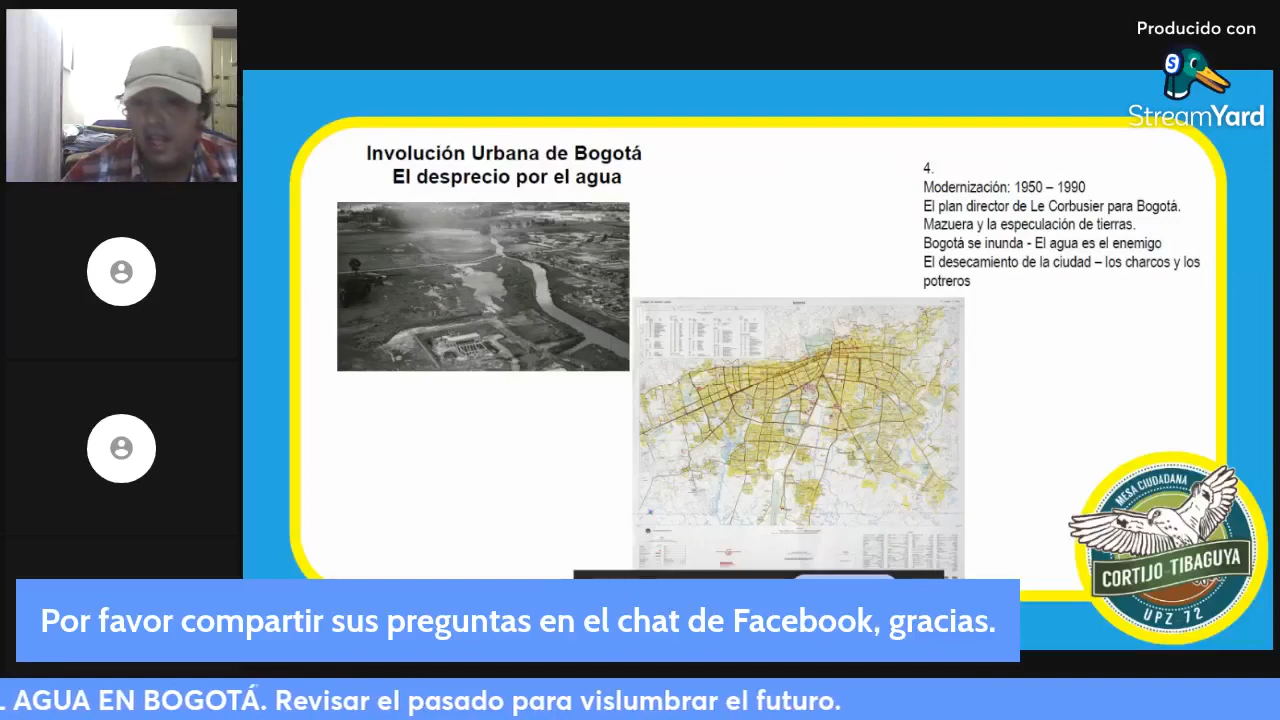 Producido con
StreamYard
Involución Urbana de Bogotá
El desprecio por el agua
4.
Modernización: 1950 – 1990
El plan director de Le Corbusier para Bogotá.
Mazuera y la especulación de tierras.
Bogotá se inunda - El agua es el enemigo
El desecamiento de la ciudad – los charcos y los
potreros
MESA CIUDADANA
CORTIJO TIBAGUYA
UPZ 72
Por favor compartir sus preguntas en el chat de Facebook, gracias.
AGUA EN BOGOTÁ. Revisar el pasado para vislumbrar el futuro.